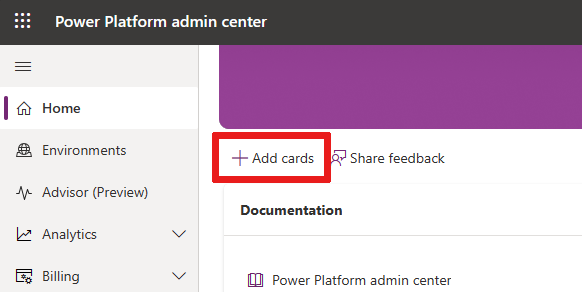 Power Platform admin center
Home
Environments
Advisor (Preview)
Analytics
Billing
Add cards
Share feedback
Documentation
Power Platform admin center